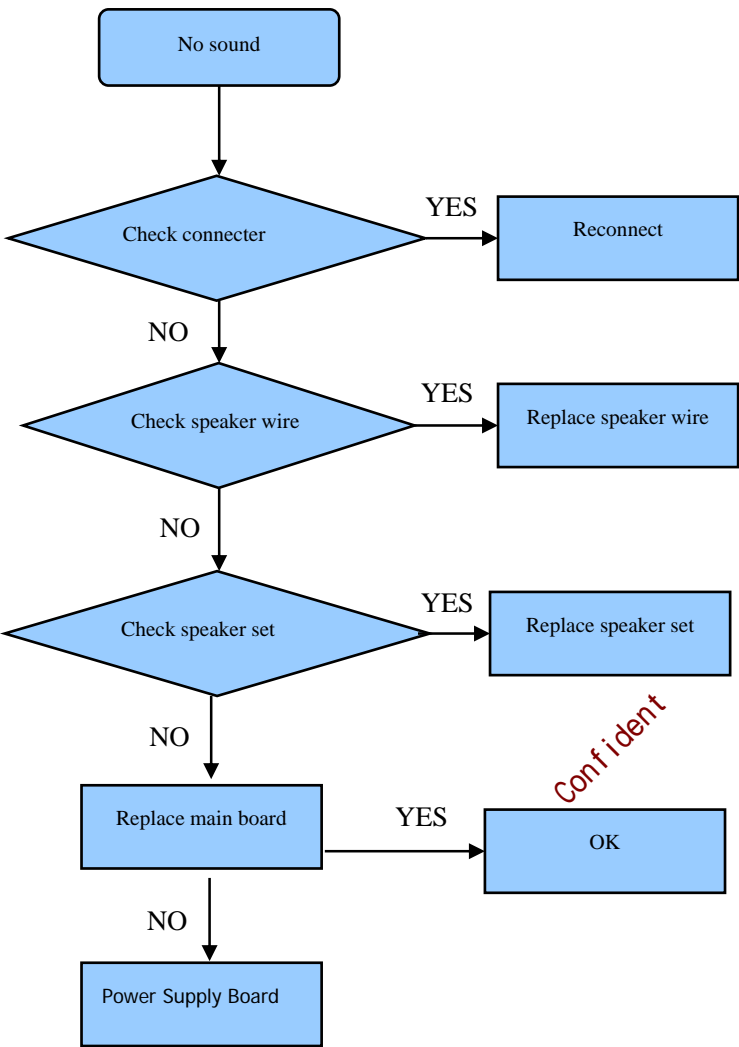 No sound
Check connecter
YES
Reconnect
NO
Check speaker wire
YES
Replace speaker wire
NO
Check speaker set
YES
Replace speaker set
Confident
NO
Replace main board
YES
OK
NO
Power Supply Board